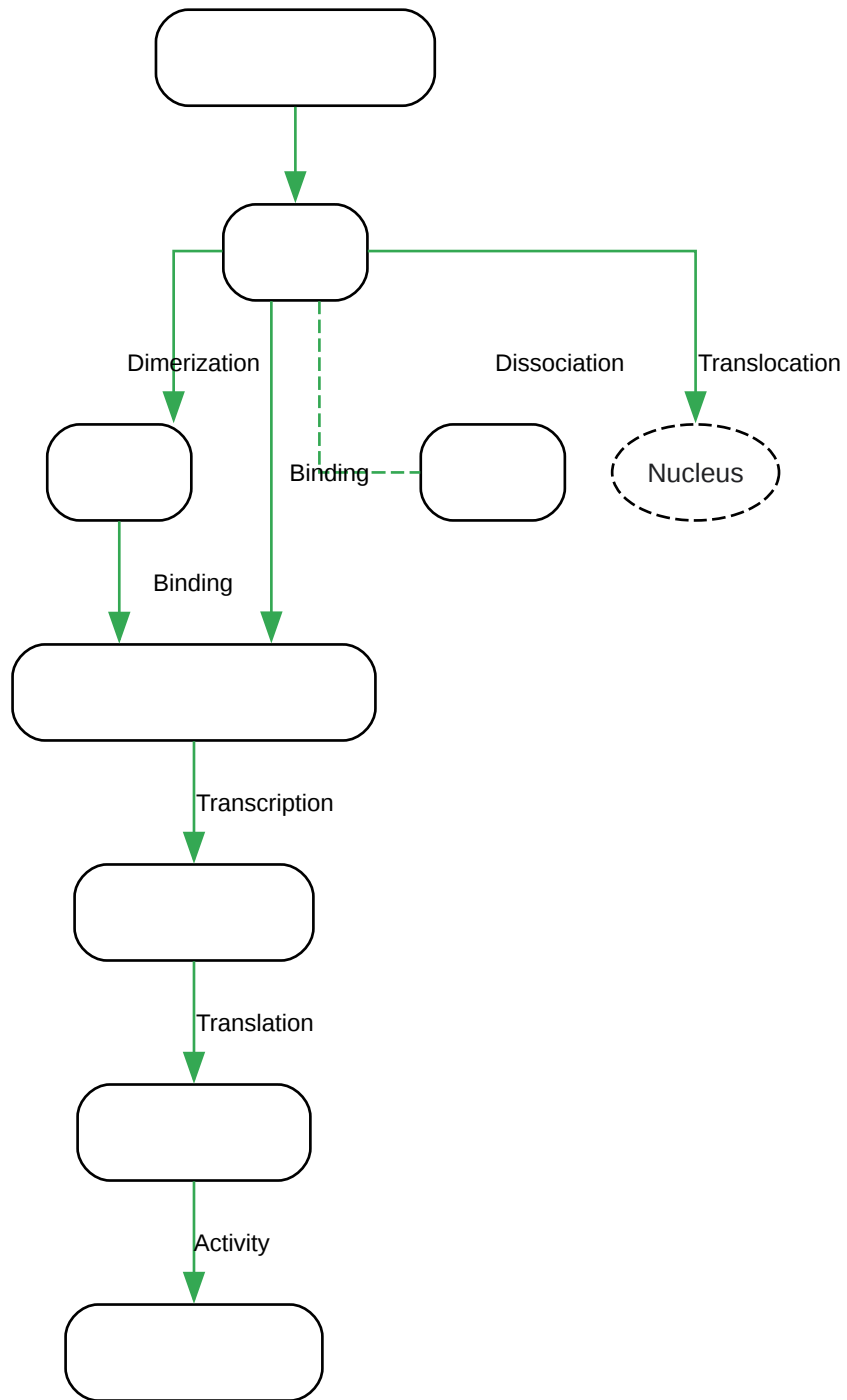 Dimerization
Dissociation
Translocation
Binding
Nucleus
Binding
Transcription
Translation
Activity